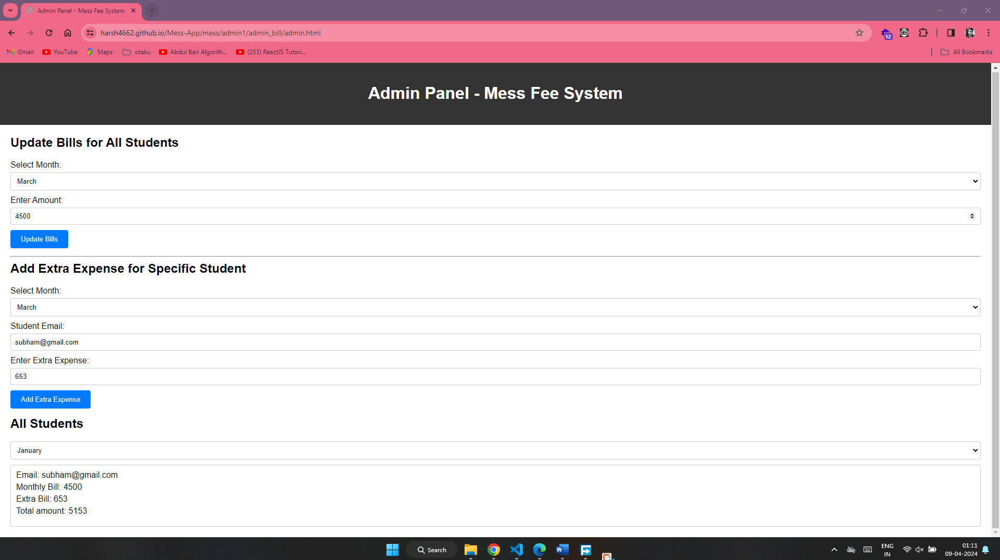 Admin Panel - Mess Fee System
harsh4662.github.io/Mess-App/mess/admin1/admin_bill/admin.html
12
Gmail YouTube Maps otaku Abdul Bari Algorith... (253) ReactJS Tutori... All Bookmarks
Admin Panel - Mess Fee System
Update Bills for All Students
Select Month:
March
Enter Amount:
4500
Update Bills
Add Extra Expense for Specific Student
Select Month:
March
Student Email:
subham@gmail.com
Enter Extra Expense:
653
Add Extra Expense
All Students
January
Email: subham@gmail.com
Monthly Bill: 4500
Extra Bill: 653
Total amount: 5153
Search
ENG
IN
01:11
09-04-2024